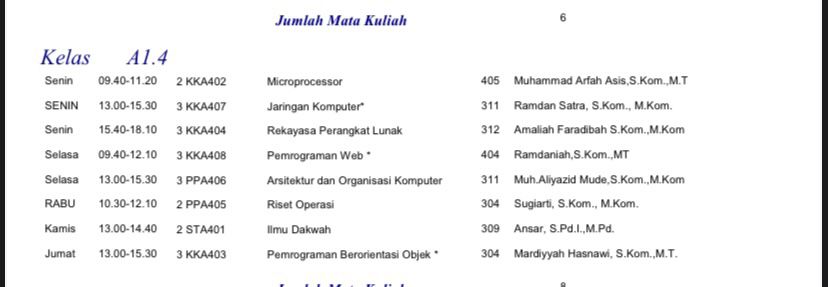 Jumlah Mata Kuliah 6
Kelas A1.4
Senin 09.40-11.20 2 KKA402 Microprocessor 405 Muhammad Arfah Asis,S.Kom.,M.T
SENIN 13.00-15.30 3 KKA407 Jaringan Komputer* 311 Ramdan Satra, S.Kom., M.Kom.
Senin 15.40-18.10 3 KKA404 Rekayasa Perangkat Lunak 312 Amaliah Faradibah S.Kom.,M.Kom
Selasa 09.40-12.10 3 KKA408 Pemrograman Web * 404 Ramdaniah,S.Kom.,MT
Selasa 13.00-15.30 3 PPA406 Arsitektur dan Organisasi Komputer 311 Muh.Aliyazid Mude,S.Kom.,M.Kom
RABU 10.30-12.10 2 PPA405 Riset Operasi 304 Sugiarti, S.Kom., M.Kom.
Kamis 13.00-14.40 2 STA401 Ilmu Dakwah 309 Ansar, S.Pd.I.,M.Pd.
Jumat 13.00-15.30 3 KKA403 Pemrograman Berorientasi Objek * 304 Mardiyyah Hasnawi, S.Kom.,M.T.
Jumlah Mata Kuliah 8